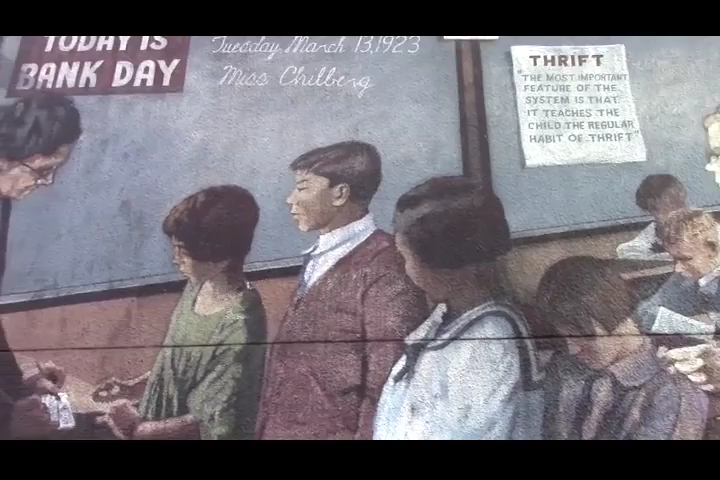 TODAY IS
BANK DAY
Tuesday, March 13, 1923
Miss Chilberg
THRIFT
"THE MOST IMPORTANT
FEATURE OF THE
SYSTEM IS THAT
IT TEACHES THE
CHILD THE REGULAR
HABIT OF THRIFT"